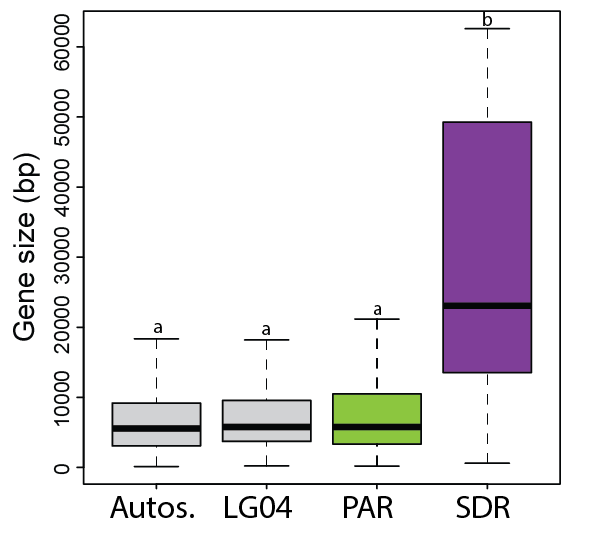 Gene size (bp)
60000
50000
40000
30000
20000
10000
0
a
a
a
b
Autos. LG04 PAR SDR